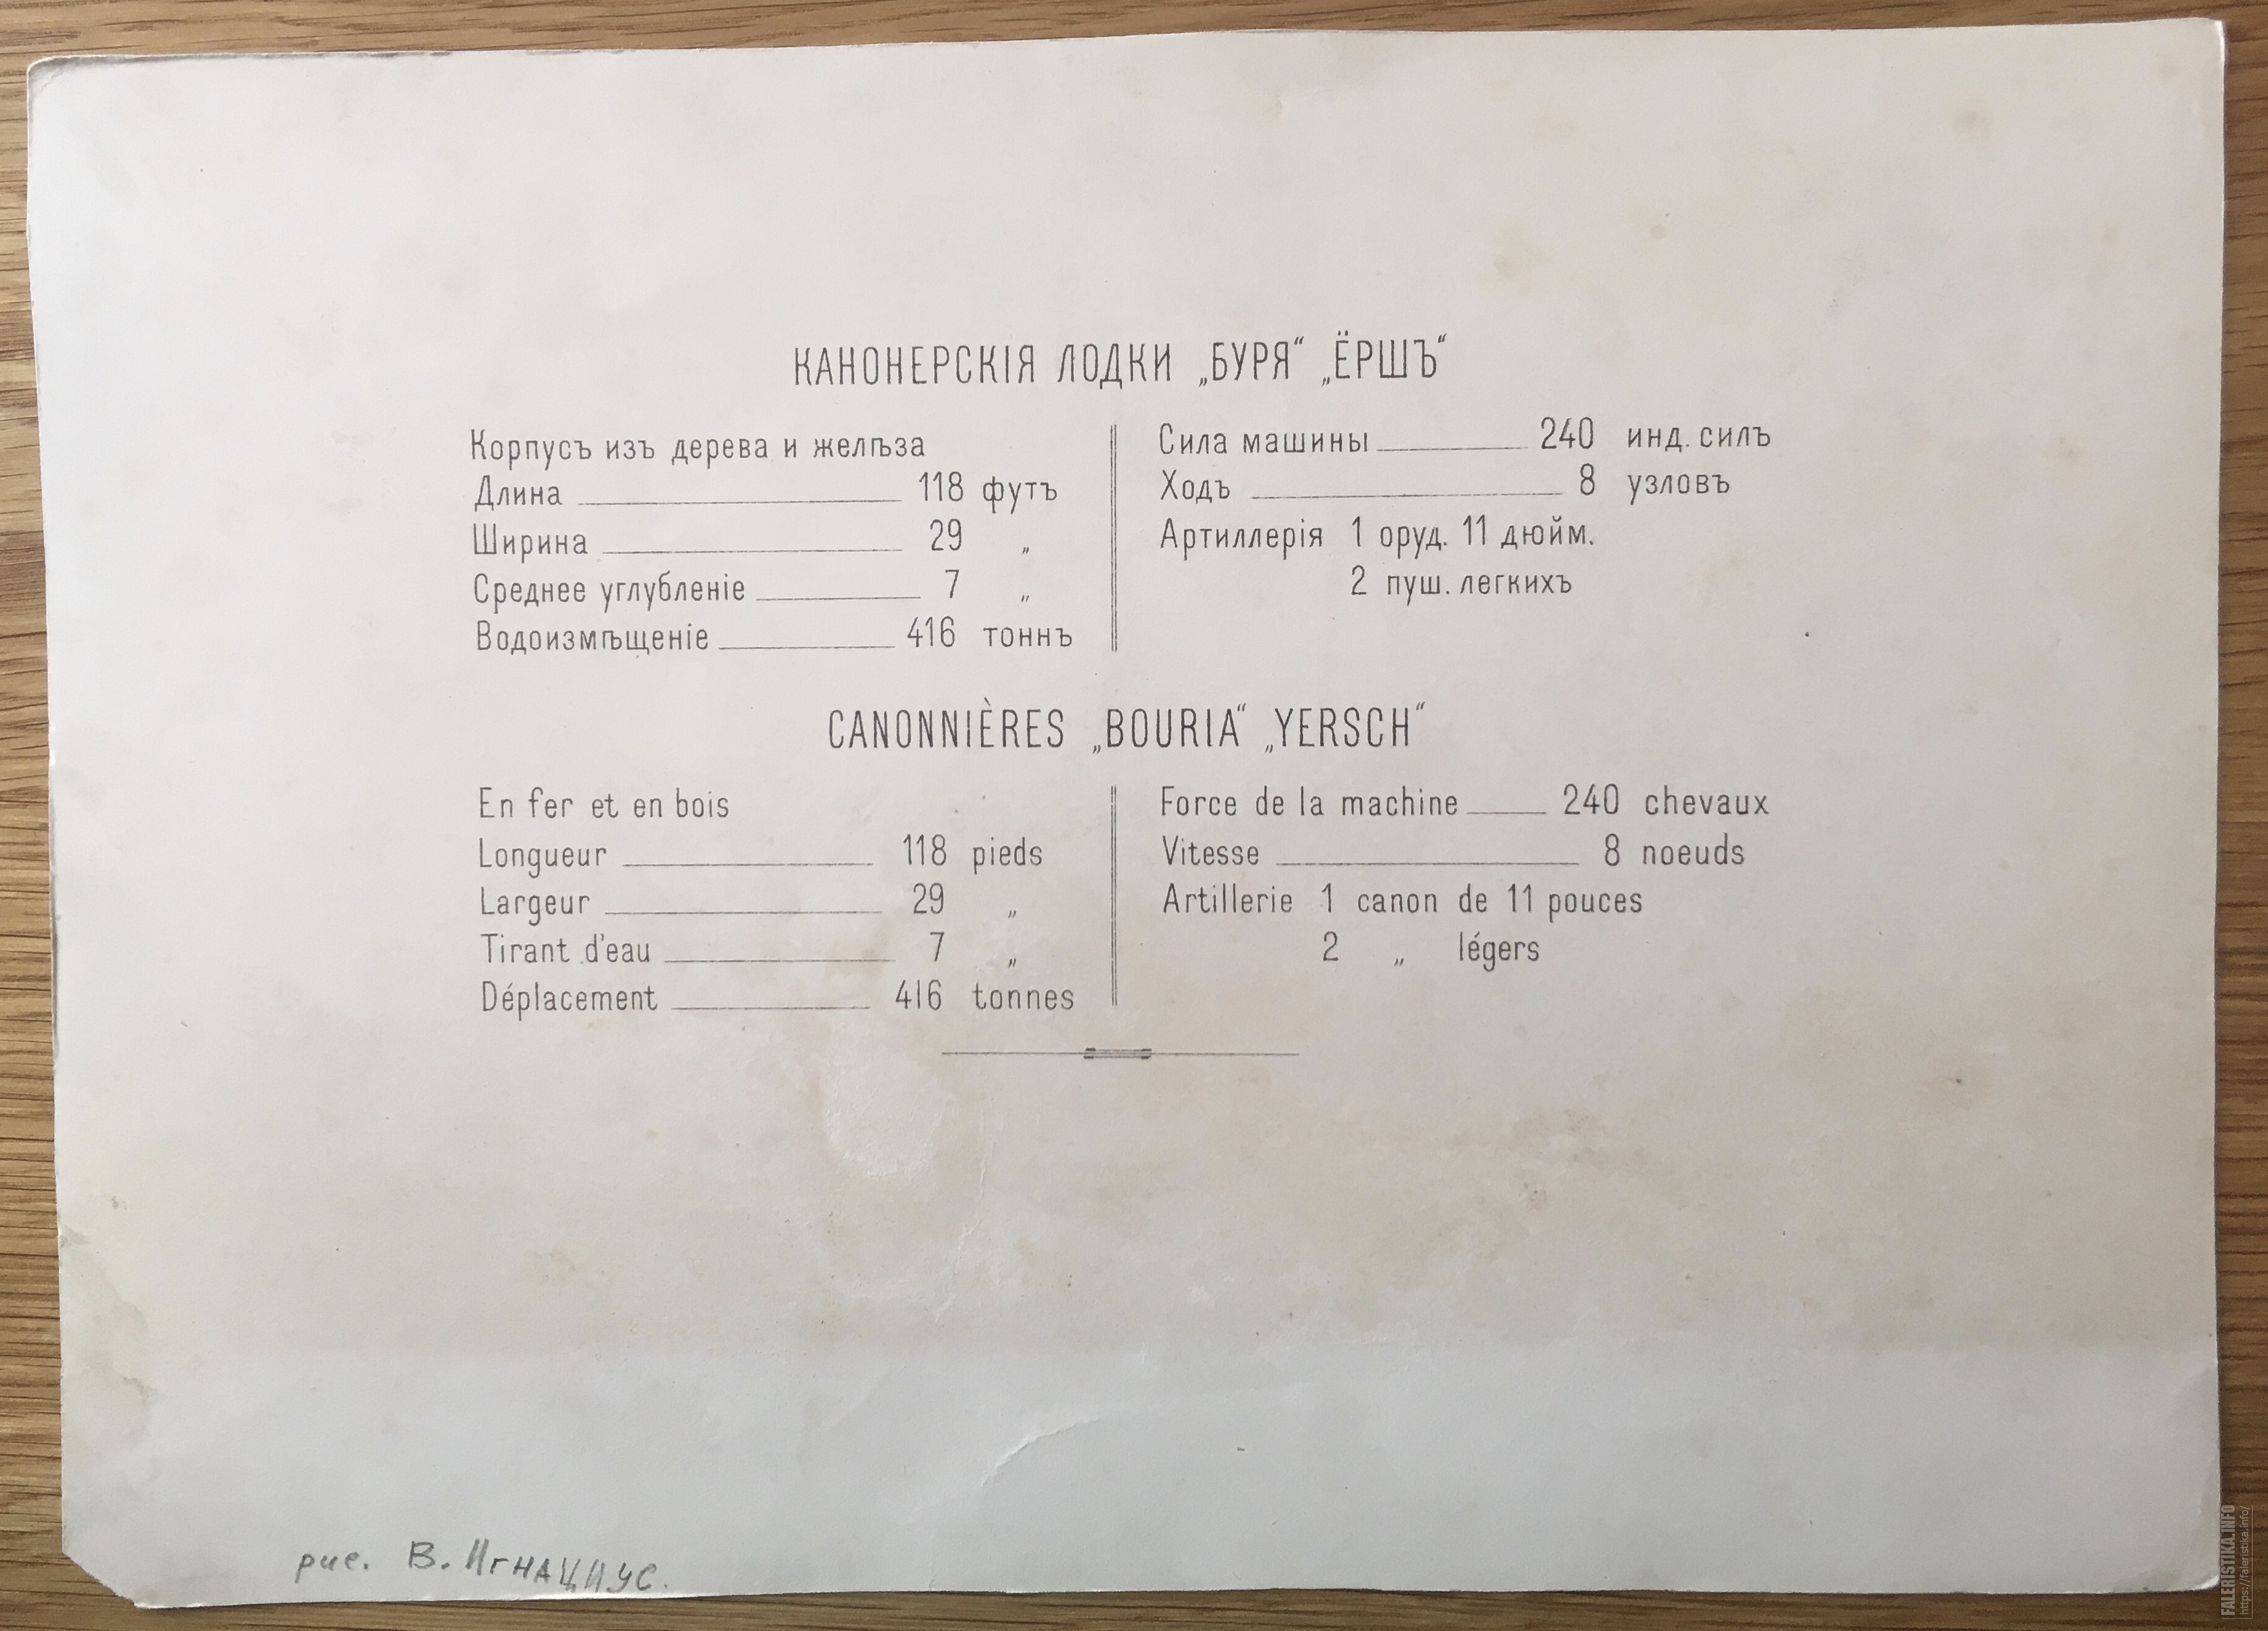 КАНОНЕРСКІЯ ЛОДКИ „БУРЯ“ „ЁРШЪ“
Корпусъ изъ дерева и желѣза
Длина 118 футъ
Ширина 29 „
Среднее углубленіе 7 „
Водоизмѣщеніе 416 тоннъ
Сила машины 240 инд. силъ
Ходъ 8 узловъ
Артиллерія 1 оруд. 11 дюйм.
2 пуш. легкихъ
CANONNIÈRES „BOURIA“ „YERSCH“
En fer et en bois
Longueur 118 pieds
Largeur 29 „
Tirant d'eau 7 „
Déplacement 416 tonnes
Force de la machine 240 chevaux
Vitesse 8 noeuds
Artillerie 1 canon de 11 pouces
2 „ légers
рис. В. Игнациус.
FALERISTIKA.INFO
https://faleristika.info/